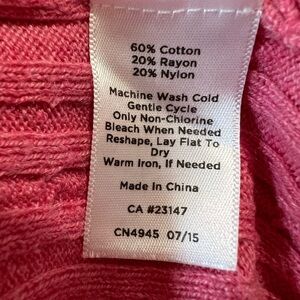 60% Cotton
20% Rayon
20% Nylon
Machine Wash Cold
Gentle Cycle
Only Non-Chlorine
Bleach When Needed
Reshape, Lay Flat To
Dry
Warm Iron, If Needed
Made in China
CA #23147
CN4945 07/15